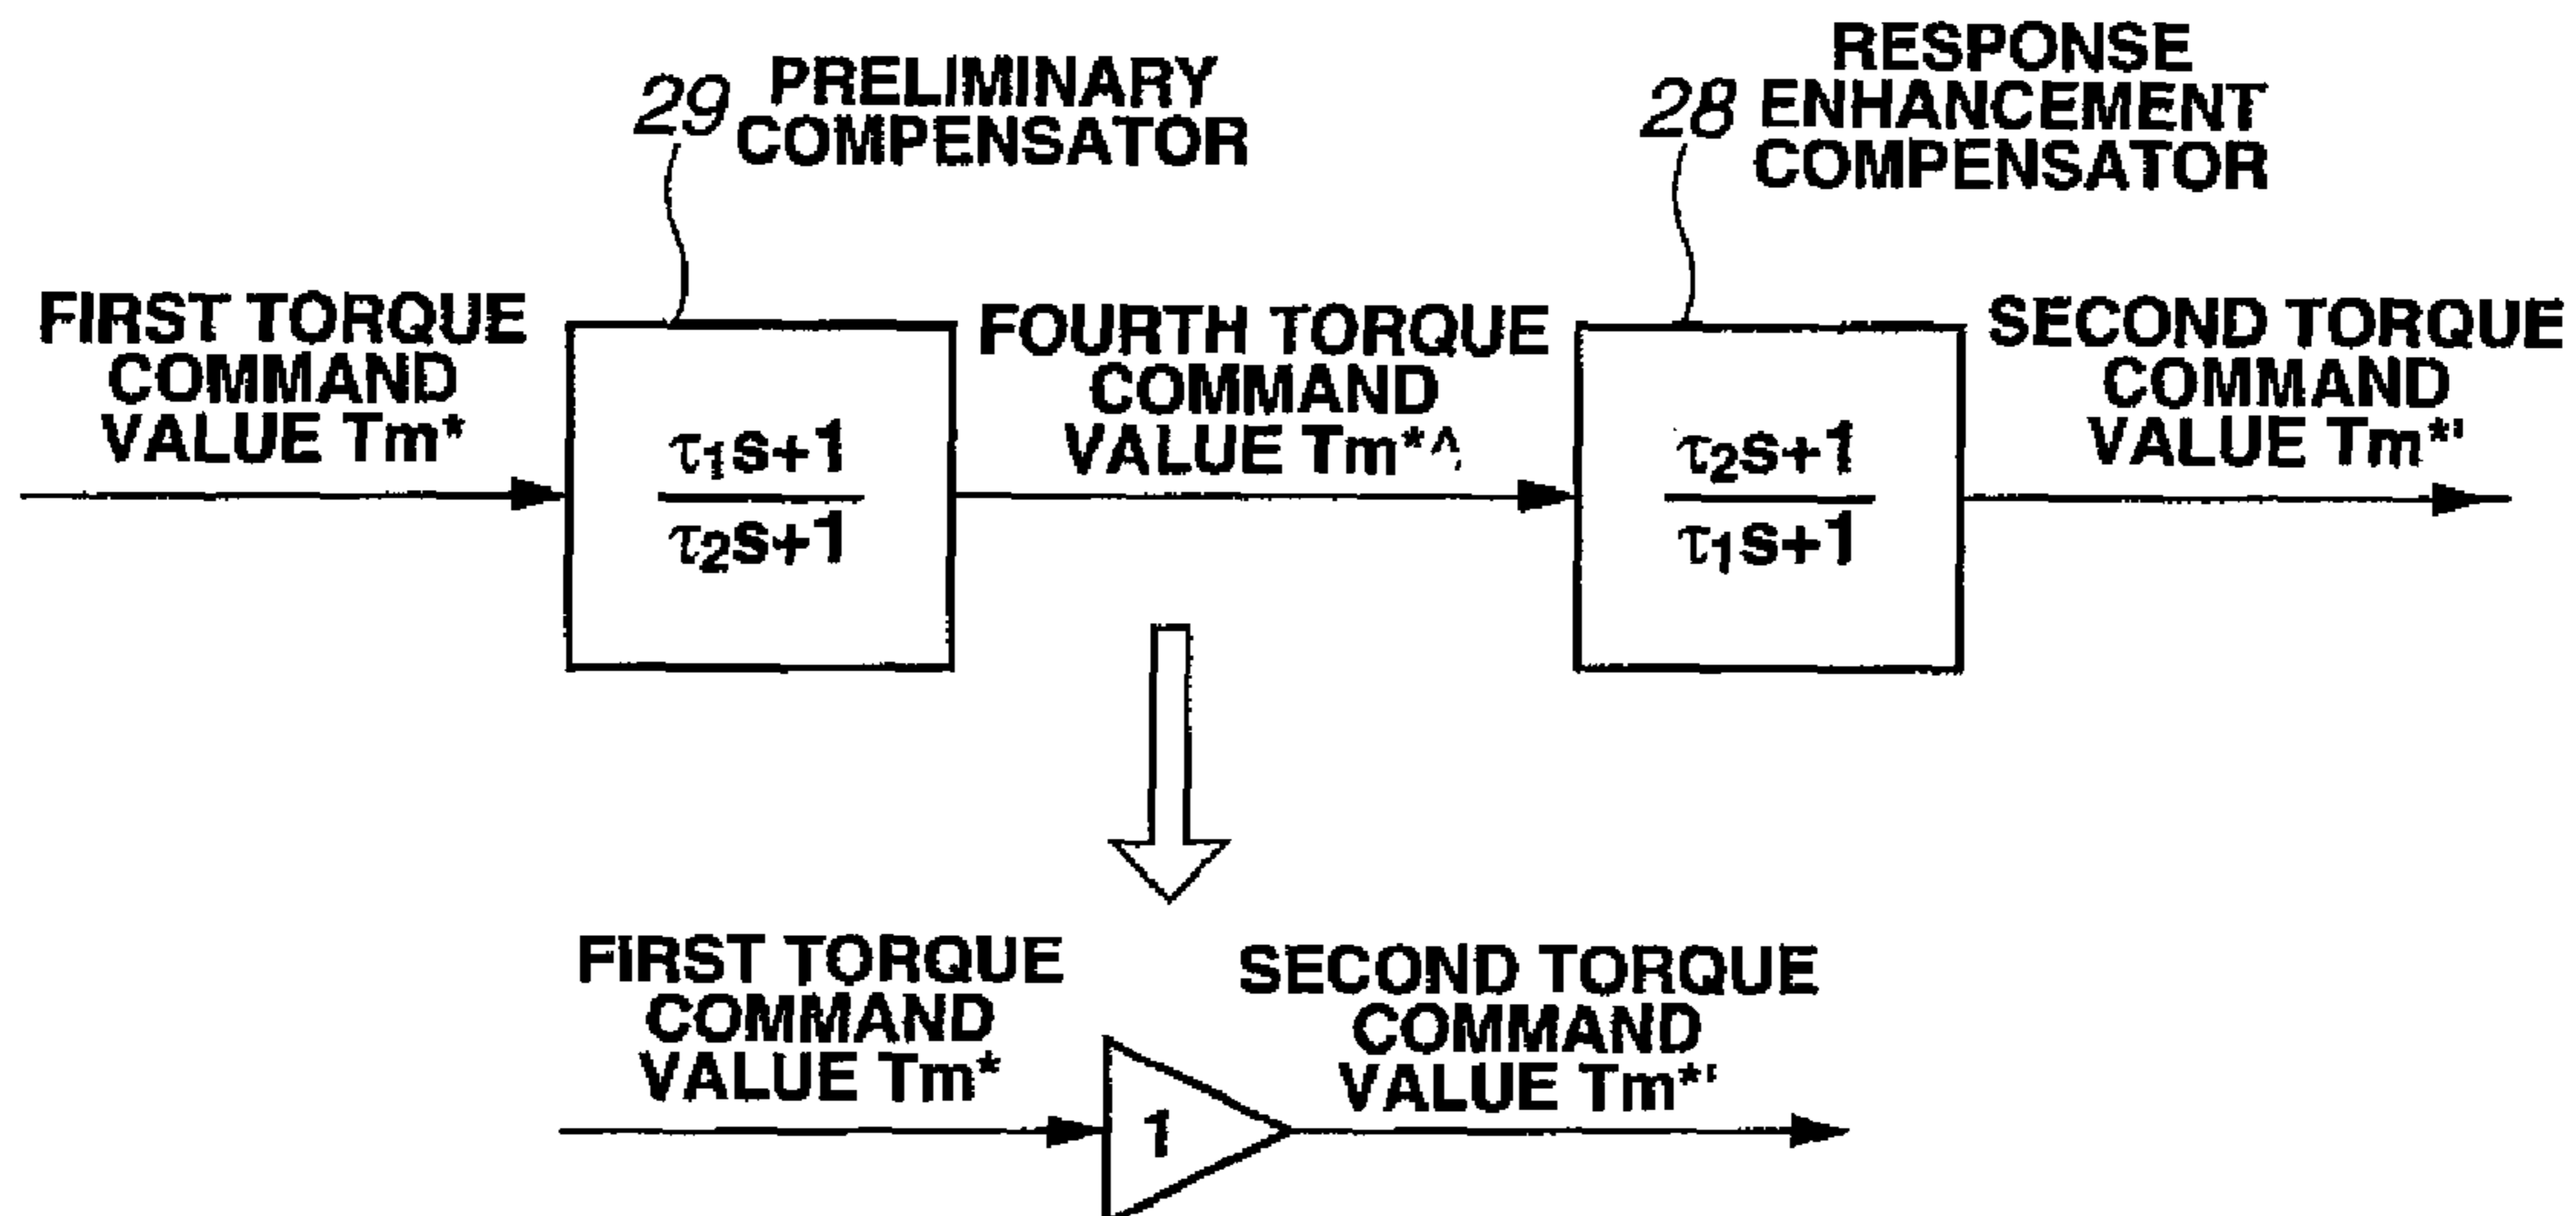 29 PRELIMINARY
COMPENSATOR
28 RESPONSE
ENHANCEMENT
COMPENSATOR
FIRST TORQUE
COMMAND
VALUE Tm*
τ₁s+1
τ₂s+1
FOURTH TORQUE
COMMAND
VALUE Tm*^
τ₂s+1
τ₁s+1
SECOND TORQUE
COMMAND
VALUE Tm*'
FIRST TORQUE
COMMAND
VALUE Tm*
1
SECOND TORQUE
COMMAND
VALUE Tm*'